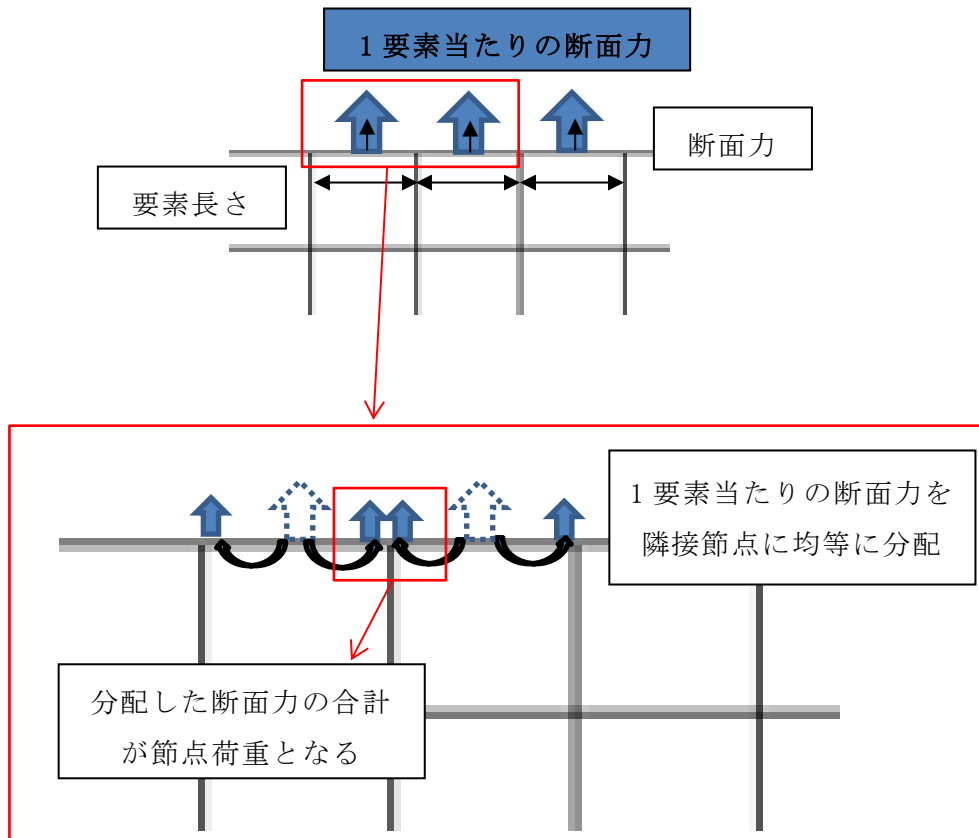 １要素当たりの断面力
断面力
要素長さ
１要素当たりの断面力を
隣接節点に均等に分配
分配した断面力の合計
が節点荷重となる